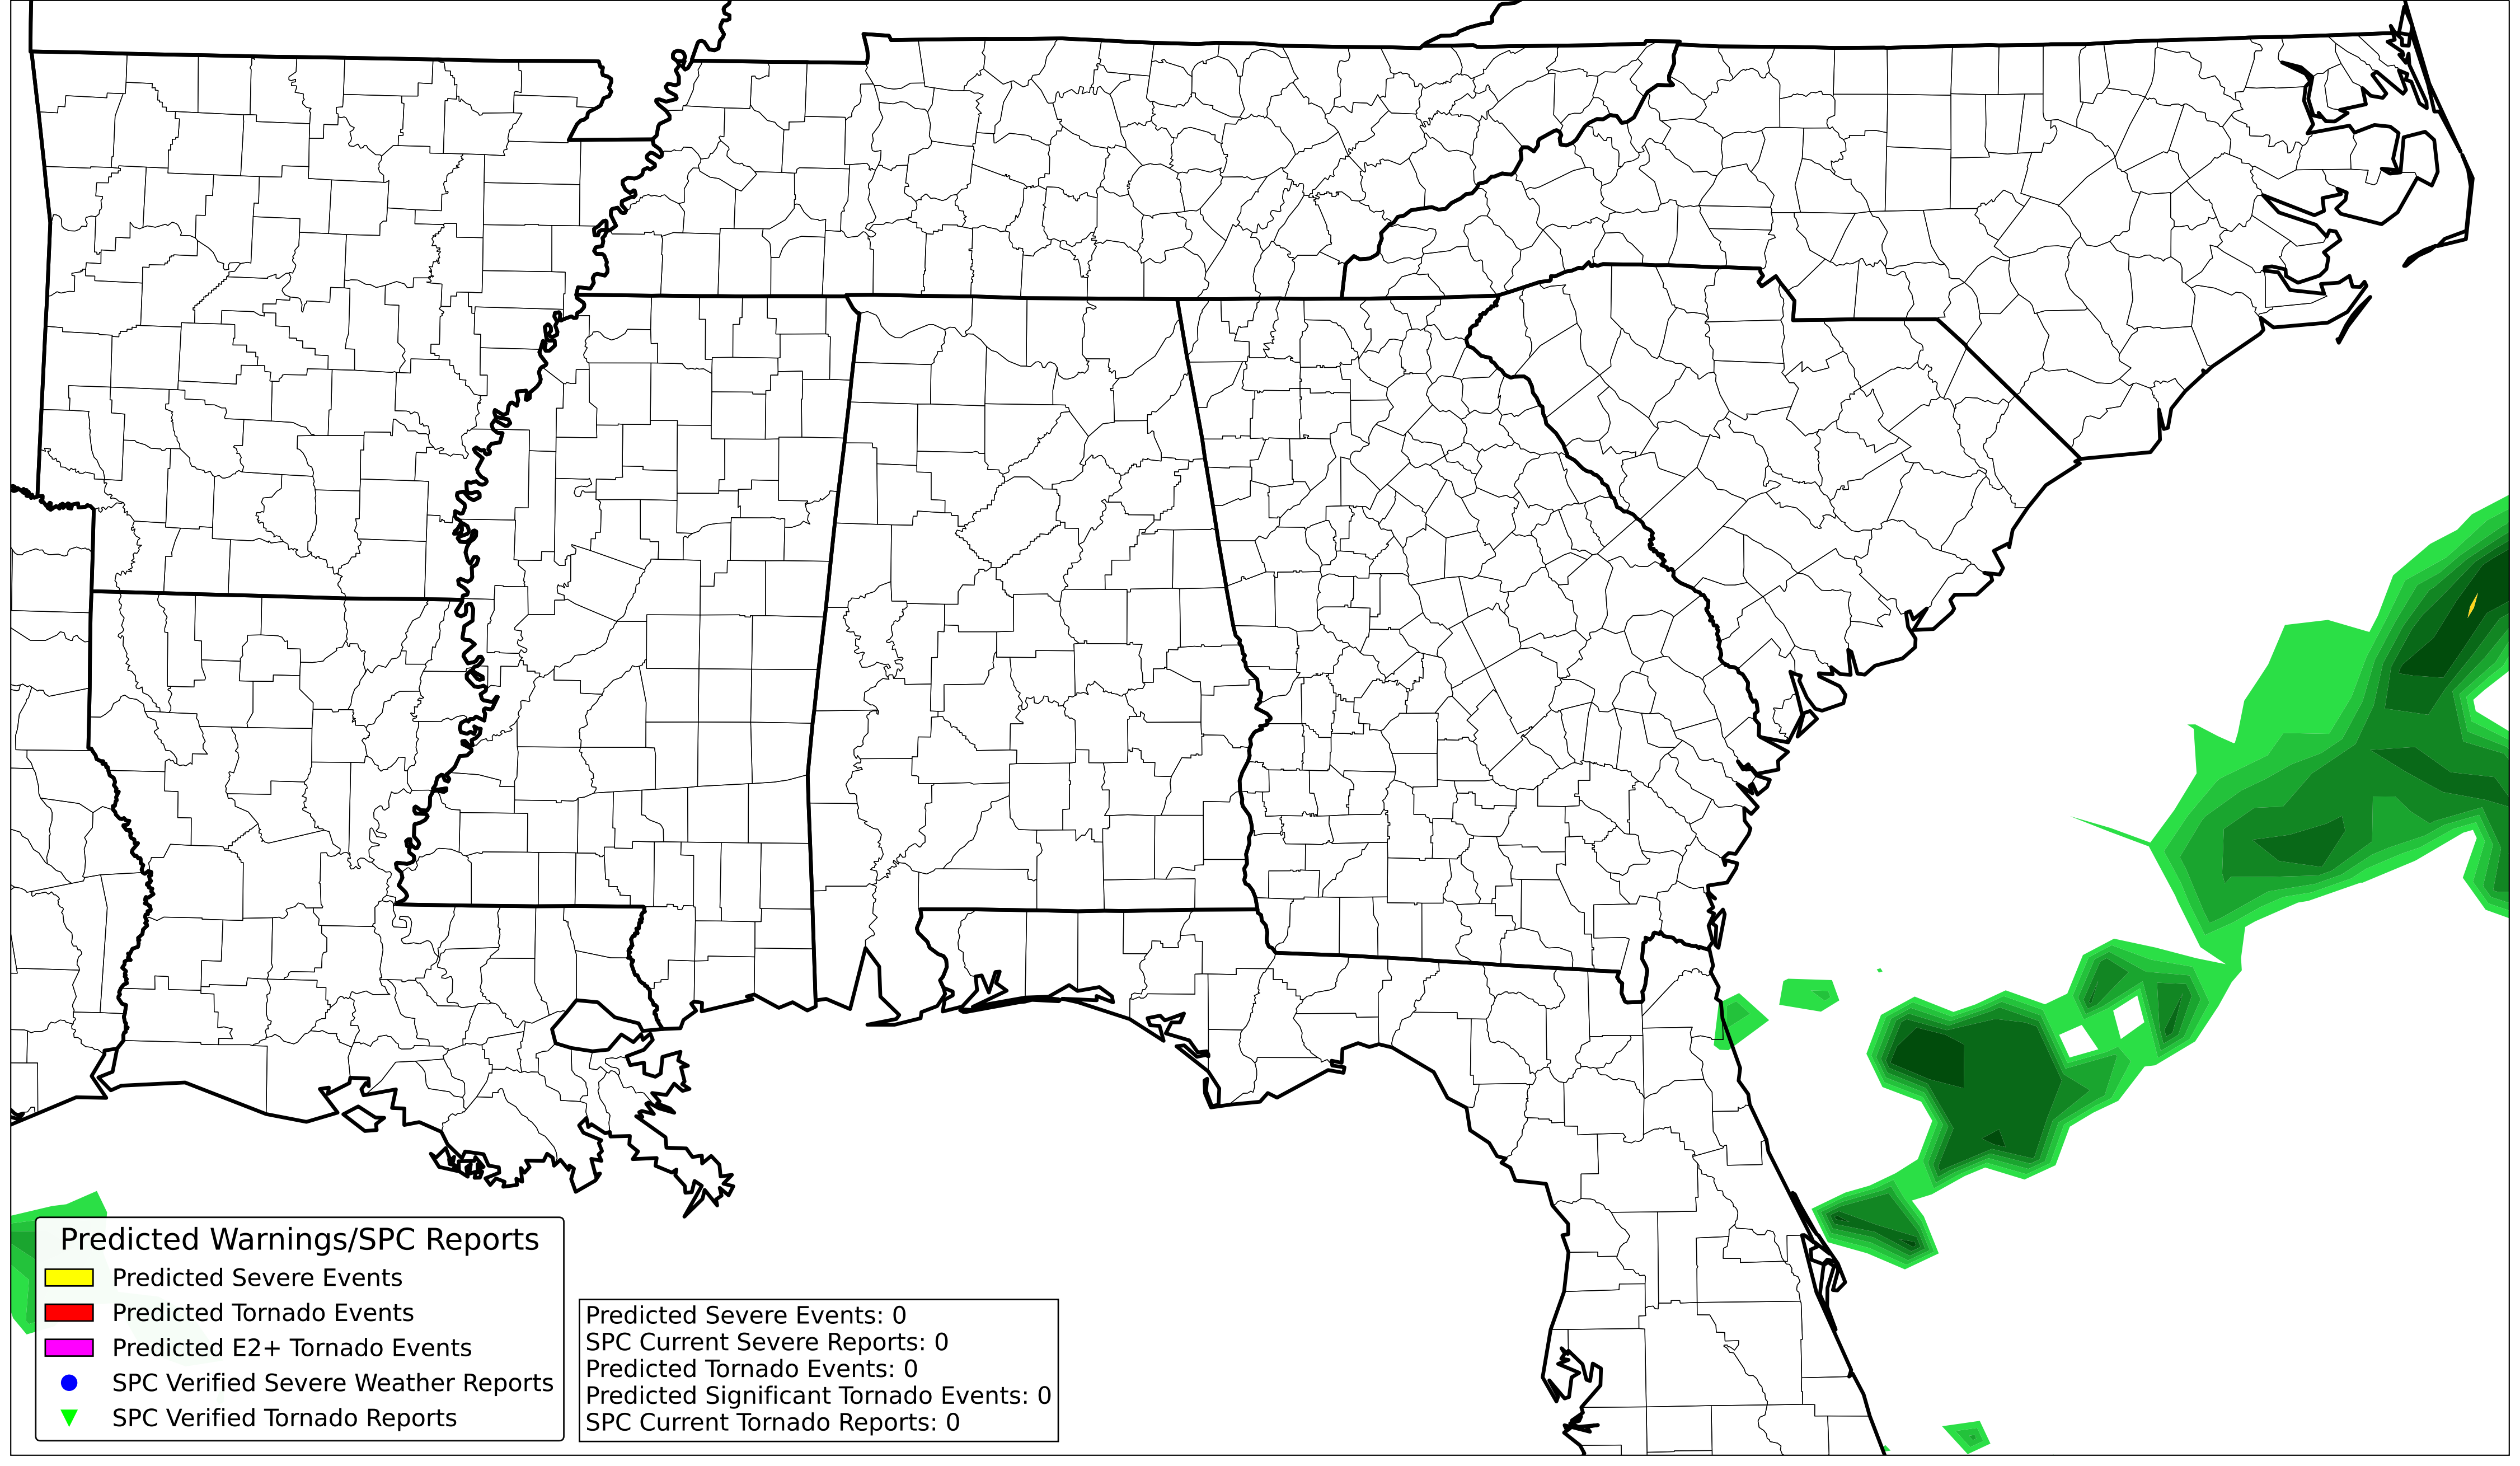 Predicted Warnings/SPC Reports
Predicted Severe Events
Predicted Tornado Events
Predicted E2+ Tornado Events
SPC Verified Severe Weather Reports
SPC Verified Tornado Reports
Predicted Severe Events: 0
SPC Current Severe Reports: 0
Predicted Tornado Events: 0
Predicted Significant Tornado Events: 0
SPC Current Tornado Reports: 0